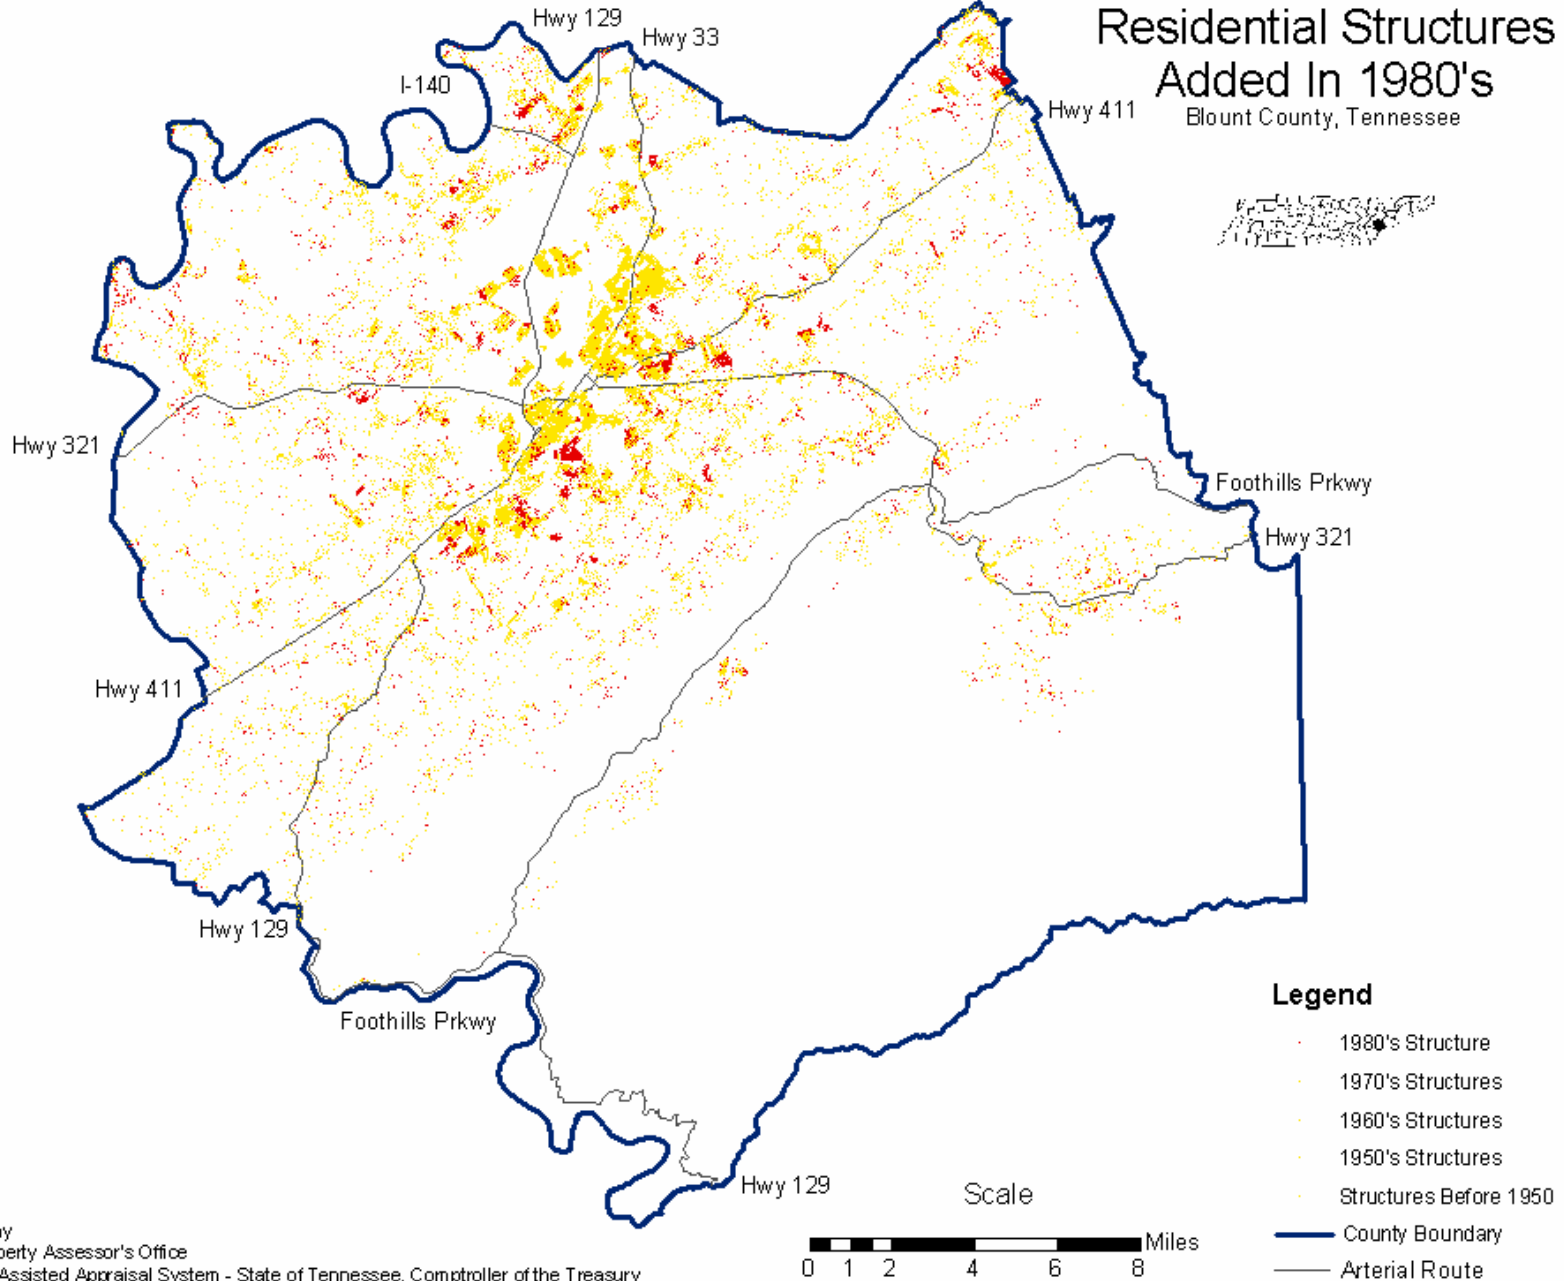 Residential Structures
Added In 1980's
Blount County, Tennessee
Hwy 129
Hwy 33
I-140
Hwy 411
Hwy 321
Foothills Prkwy
Hwy 321
Hwy 411
Hwy 129
Foothills Prkwy
Hwy 129
Legend
1980's Structure
1970's Structures
1960's Structures
1950's Structures
Structures Before 1950
County Boundary
Arterial Route
Scale
Miles
0 1 2 4 6 8
Assessor's Office
Assisted Appraisal System - State of Tennessee, Comptroller of the Treasury